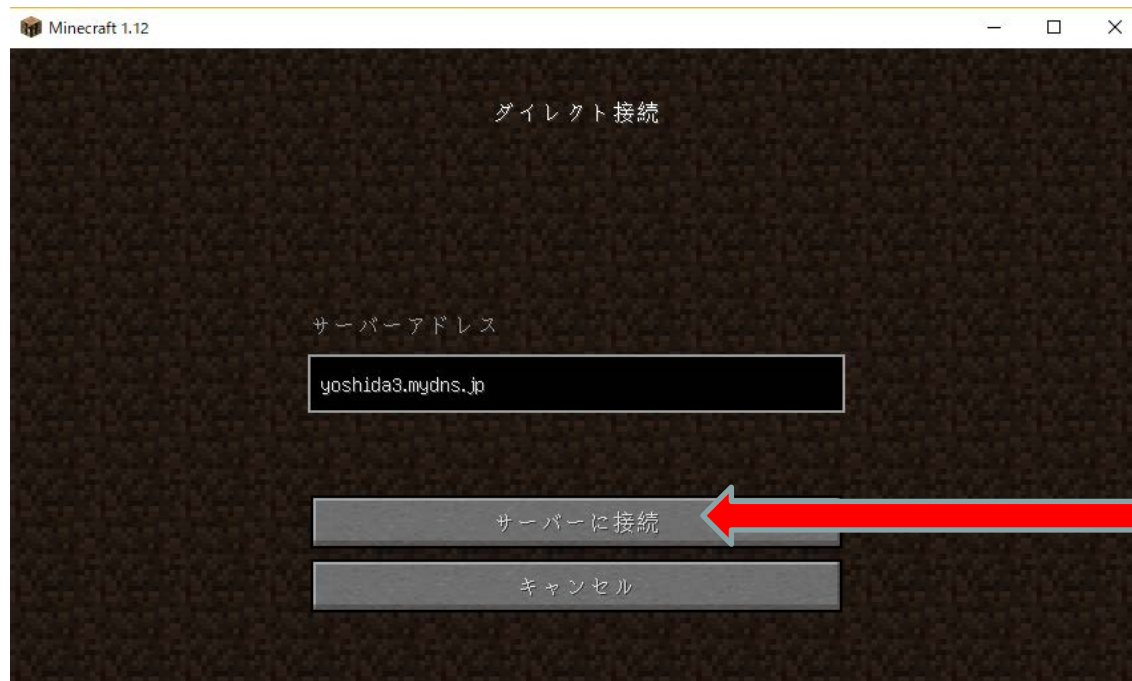 Minecraft 1.12
ダイレクト接続
サーバーアドレス
yoshida3.mydns.jp
サーバーに接続
キャンセル